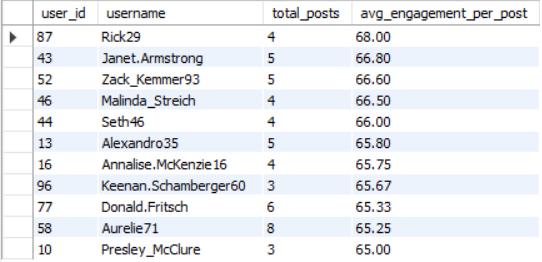 user_id username total_posts avg_engagement_per_post
87 Rick29 4 68.00
43 Janet.Armstrong 5 66.80
52 Zack_Kemmer93 5 66.60
46 Malinda_Streich 4 66.50
44 Seth46 4 66.00
13 Alexandro35 5 65.80
16 Annalise.McKenzie16 4 65.75
96 Keenan.Schamberger60 3 65.67
77 Donald.Fritsch 6 65.33
58 Aurelie71 8 65.25
10 Presley_McClure 3 65.00